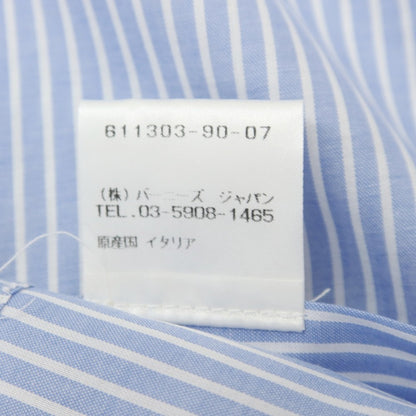 611303-90-07
(株) バーニーズ ジャパン
TEL.03-5908-1465
原産国 イタリア